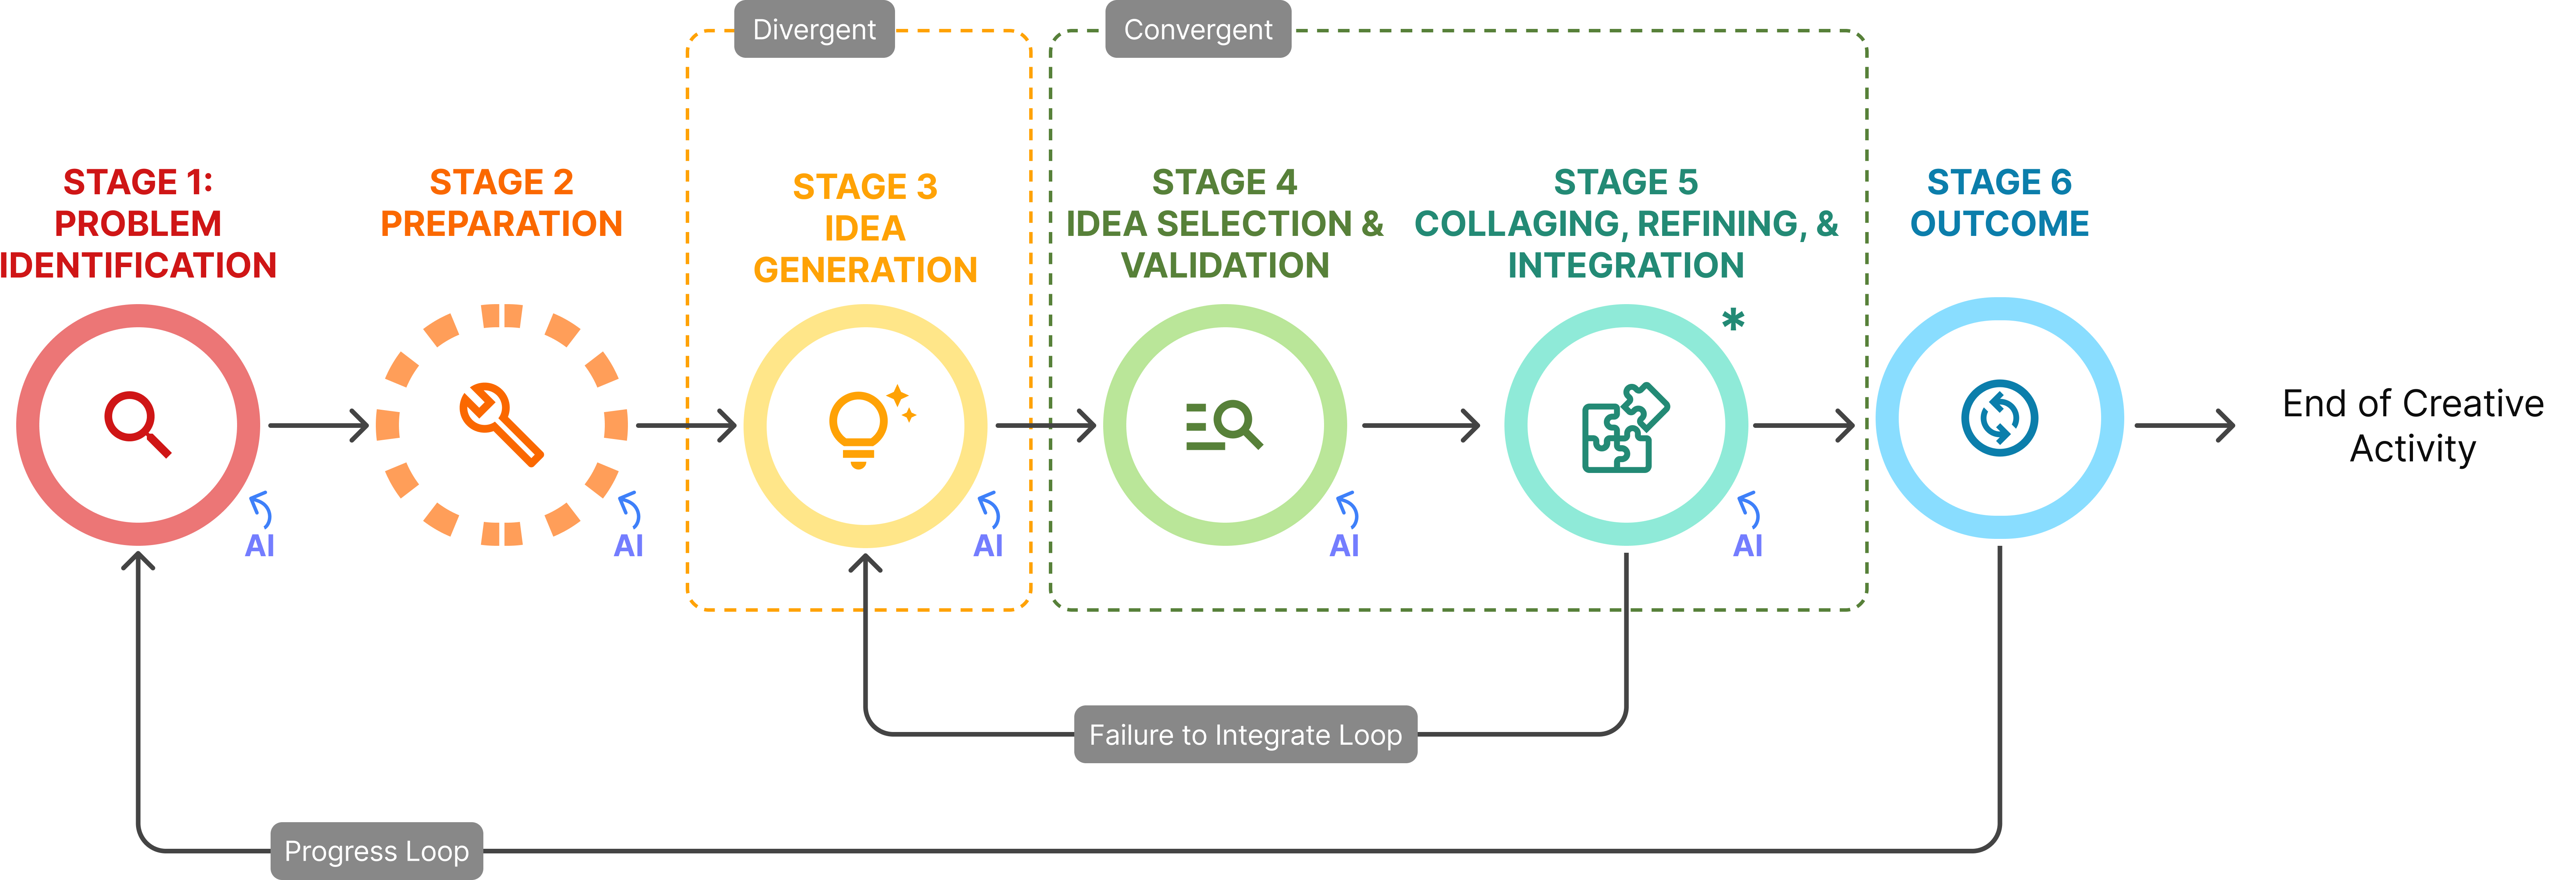 Divergent
Convergent
STAGE 1:
PROBLEM
IDENTIFICATION
STAGE 2
PREPARATION
STAGE 3
IDEA
GENERATION
STAGE 4
IDEA SELECTION &
VALIDATION
STAGE 5
COLLAGING, REFINING, &
INTEGRATION
*
STAGE 6
OUTCOME
End of Creative
Activity
AI
AI
AI
AI
AI
Failure to Integrate Loop
Progress Loop